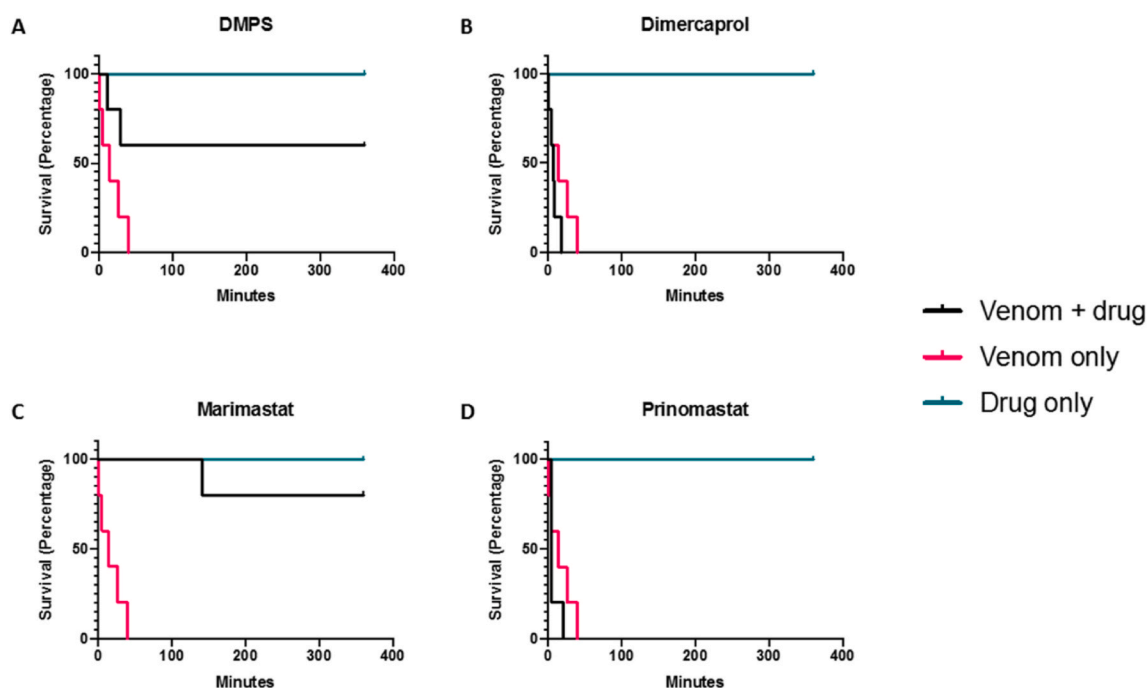 A
DMPS
Survival (Percentage)
100
50
0
0 100 200 300 400
Minutes
B
Dimercaprol
Survival (Percentage)
100
50
0
0 100 200 300 400
Minutes
Venom + drug
Venom only
Drug only
C
Marimastat
Survival (Percentage)
100
50
0
0 100 200 300 400
Minutes
D
Prinomastat
Survival (Percentage)
100
50
0
0 100 200 300 400
Minutes